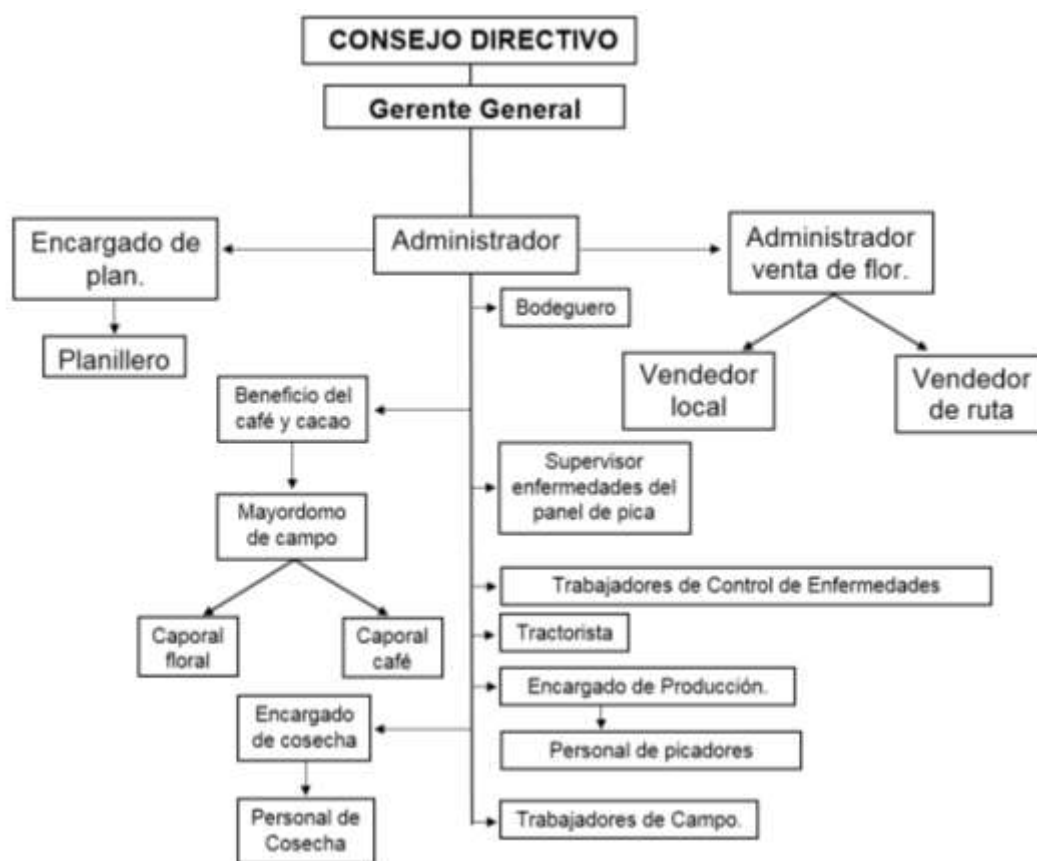 CONSEJO DIRECTIVO
Gerente General
Encargado de
plan.
Administrador
Administrador
venta de flor.
Bodeguero
Planillero
Vendedor
local
Vendedor
de ruta
Beneficio del
café y cacao
Supervisor
enfermedades del
panel de pica
Mayordomo
de campo
Trabajadores de Control de Enfermedades
Caporal
floral
Caporal
café
Tractorista
Encargado de Producción.
Encargado
de cosecha
Personal de picadores
Personal de
Cosecha
Trabajadores de Campo.